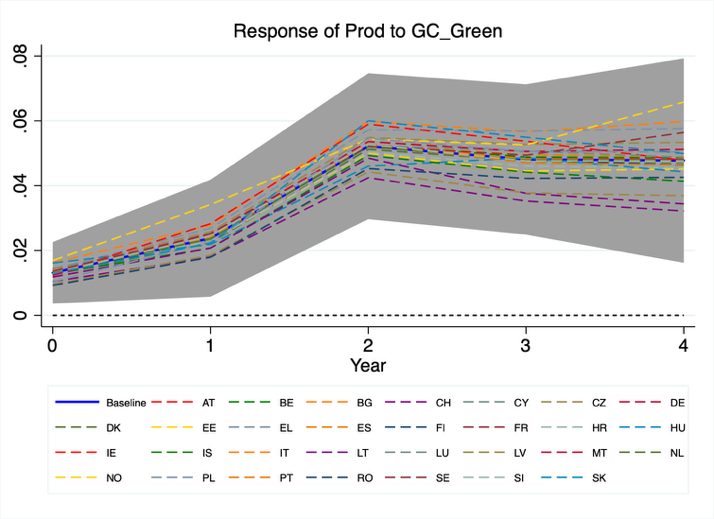 Response of Prod to GC_Green
.08
.06
.04
.02
0
0 1 2 3 4
Year
Baseline AT BE BG CH CY CZ DE
DK EE EL ES FI FR HR HU
IE IS IT LT LU LV MT NL
NO PL PT RO SE SI SK